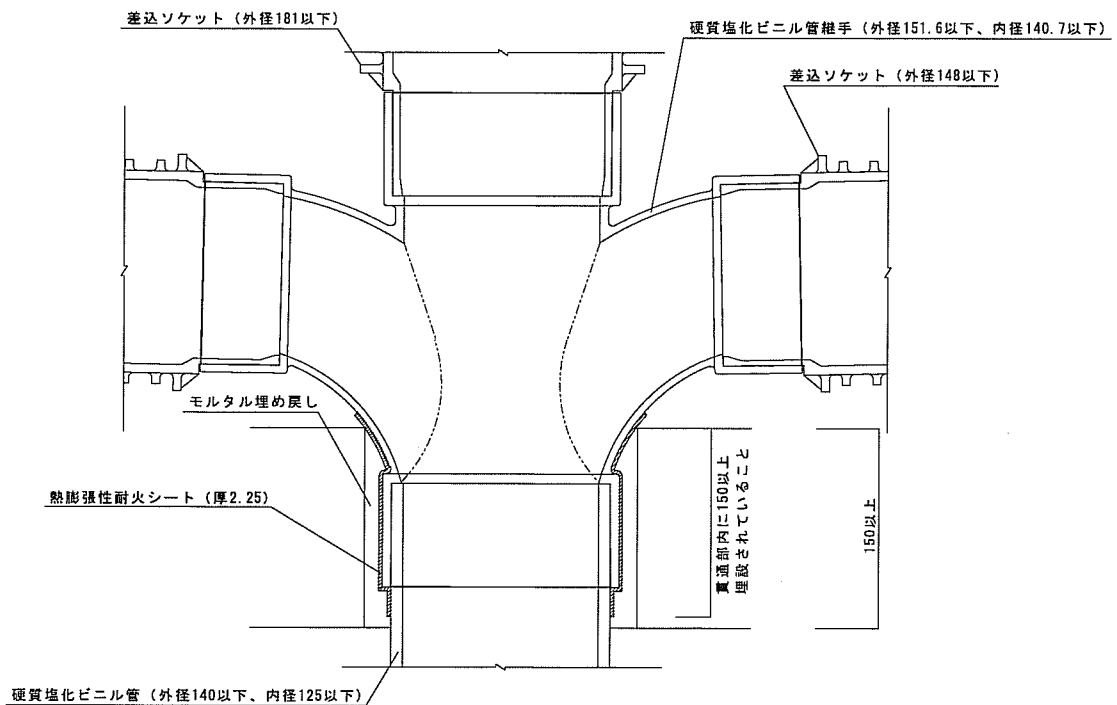 差込ソケット（外径181以下）
硬質塩化ビニル管継手（外径151.6以下、内径140.7以下）
差込ソケット（外径148以下）
モルタル埋め戻し
熱膨張性耐火シート（厚2.25）
貫通部内に150以上
埋設されていること
150以上
硬質塩化ビニル管（外径140以下、内径125以下）